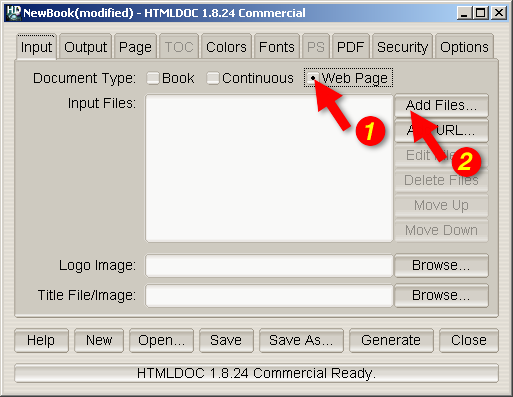 NewBook(modified) - HTMLDOC 1.8.24 Commercial
Input Output Page TOC Colors Fonts PS PDF Security Options
Document Type: Book Continuous Web Page
Input Files:
Add Files...
1
URL...
2
Edit
Delete Files
Move Up
Move Down
Logo Image: Browse...
Title File/Image: Browse...
Help New Open... Save Save As... Generate Close
HTMLDOC 1.8.24 Commercial Ready.